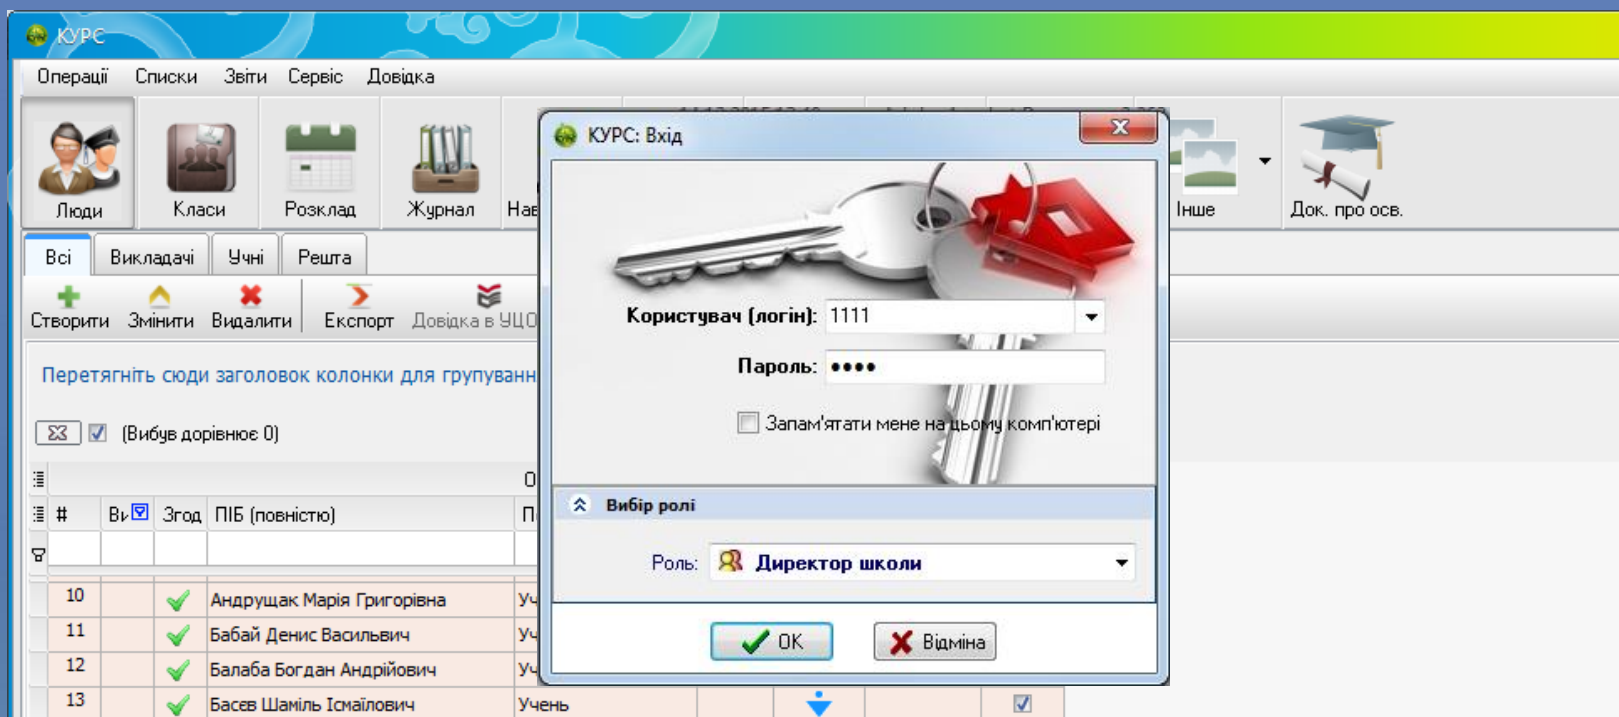 КУРС
Операції Списки Звіти Сервіс Довідка
Люди Класи Розклад Журнал Інше Док. про осв.
Всі Викладачі Учні Решта
Створити Змінити Видалити Експорт Довідка в УЦО
Перетягніть сюди заголовок колонки для
(Вибув дорівнює 0)
# Згод ПІБ (повністю)
10 Андрущак Марія Григорівна
11 Бабай Денис Васильвич
12 Балаба Богдан Андрійович
13 Басєв Шаміль Ісмаїлович Учень
КУРС: Вхід
Користувач (логін): 1111
Пароль: ••••
Запам'ятати мене на цьому комп'ютері
Вибір ролі
Роль: Директор школи
OK Відміна